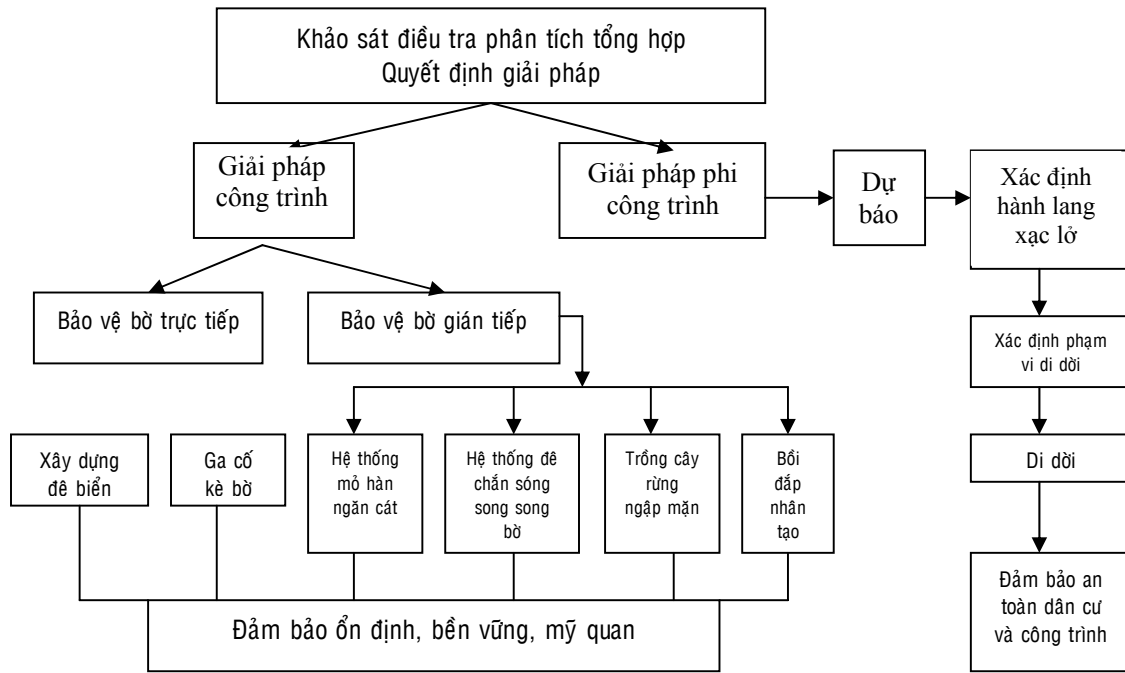 Khảo sát điều tra phân tích tổng hợp
Quyết định giải pháp
Giải pháp
công trình
Giải pháp phi
công trình
Dự
báo
Xác định
hành lang
xạc lở
Bảo vệ bờ trực tiếp
Bảo vệ bờ gián tiếp
Xác định phạm
vi di dời
Xây dựng
đê biển
Ga cố
kè bờ
Hệ thống
mỏ hàn
ngăn cát
Hệ thống đê
chắn sóng
song song
bờ
Trồng cây
rừng
ngập mặn
Bồi
đắp
nhân
tạo
Di dời
Đảm bảo ổn định, bền vững, mỹ quan
Đảm bảo an
toàn dân cư
và công trình